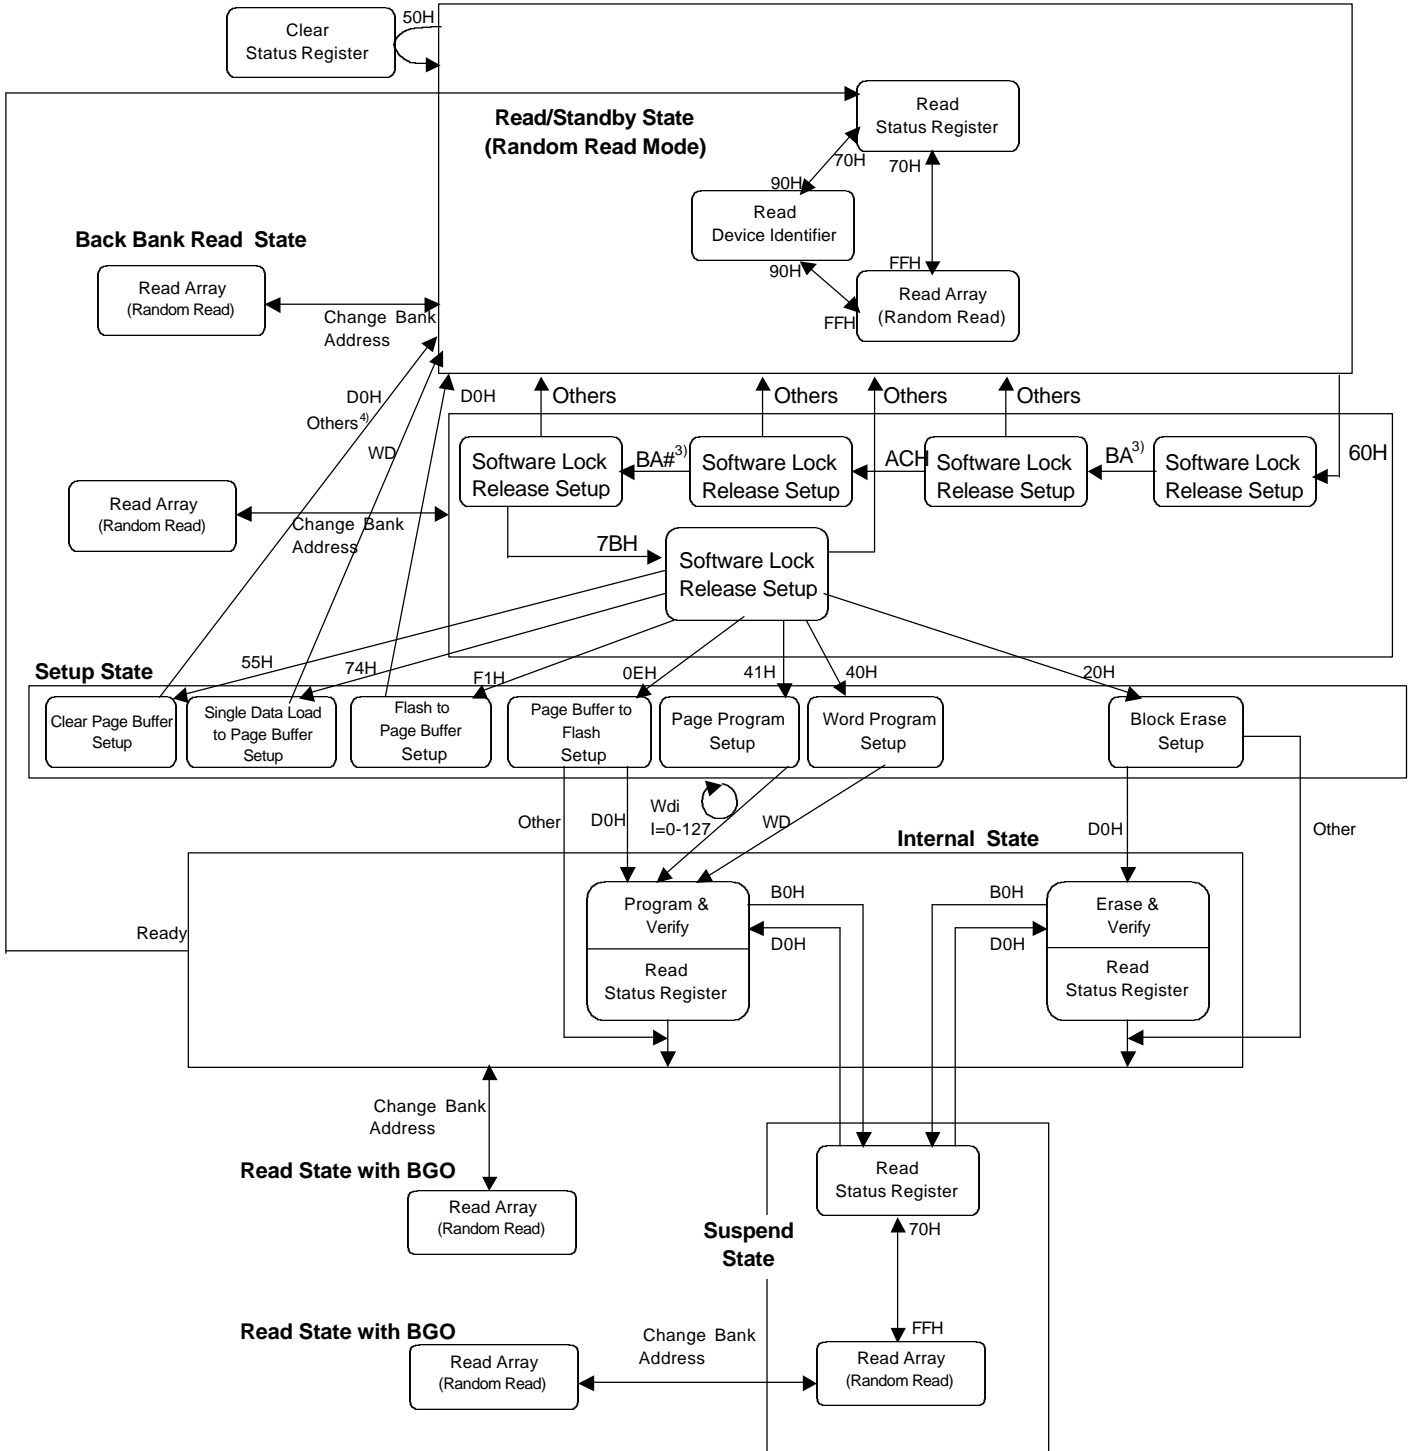 50H
Clear
Status Register
Read/Standby State
(Random Read Mode)
Read
Status Register
70H
70H
90H
Read
Device Identifier
90H
FFH
FFH
Read Array
(Random Read)
Back Bank Read State
Read Array
(Random Read)
Change Bank
Address
D0H
Others4)
WD
D0H
Others
Others
Others
Others
60H
Software Lock
Release Setup
BA#3)
Software Lock
Release Setup
ACH
Software Lock
Release Setup
BA3)
Software Lock
Release Setup
Read Array
(Random Read)
Change Bank
Address
7BH
Software Lock
Release Setup
Setup State
55H
74H
F1H
0EH
41H
40H
20H
Clear Page Buffer
Setup
Single Data Load
to Page Buffer
Setup
Flash to
Page Buffer
Setup
Page Buffer to
Flash
Setup
Page Program
Setup
Word Program
Setup
Block Erase
Setup
Other
D0H
Wdi
I=0-127
WD
D0H
Other
Internal State
Ready
Program &
Verify
Read
Status Register
B0H
D0H
B0H
D0H
Erase &
Verify
Read
Status Register
Change Bank
Address
Read State with BGO
Read Array
(Random Read)
Suspend
State
Read
Status Register
70H
FFH
Read Array
(Random Read)
Read State with BGO
Read Array
(Random Read)
Change Bank
Address